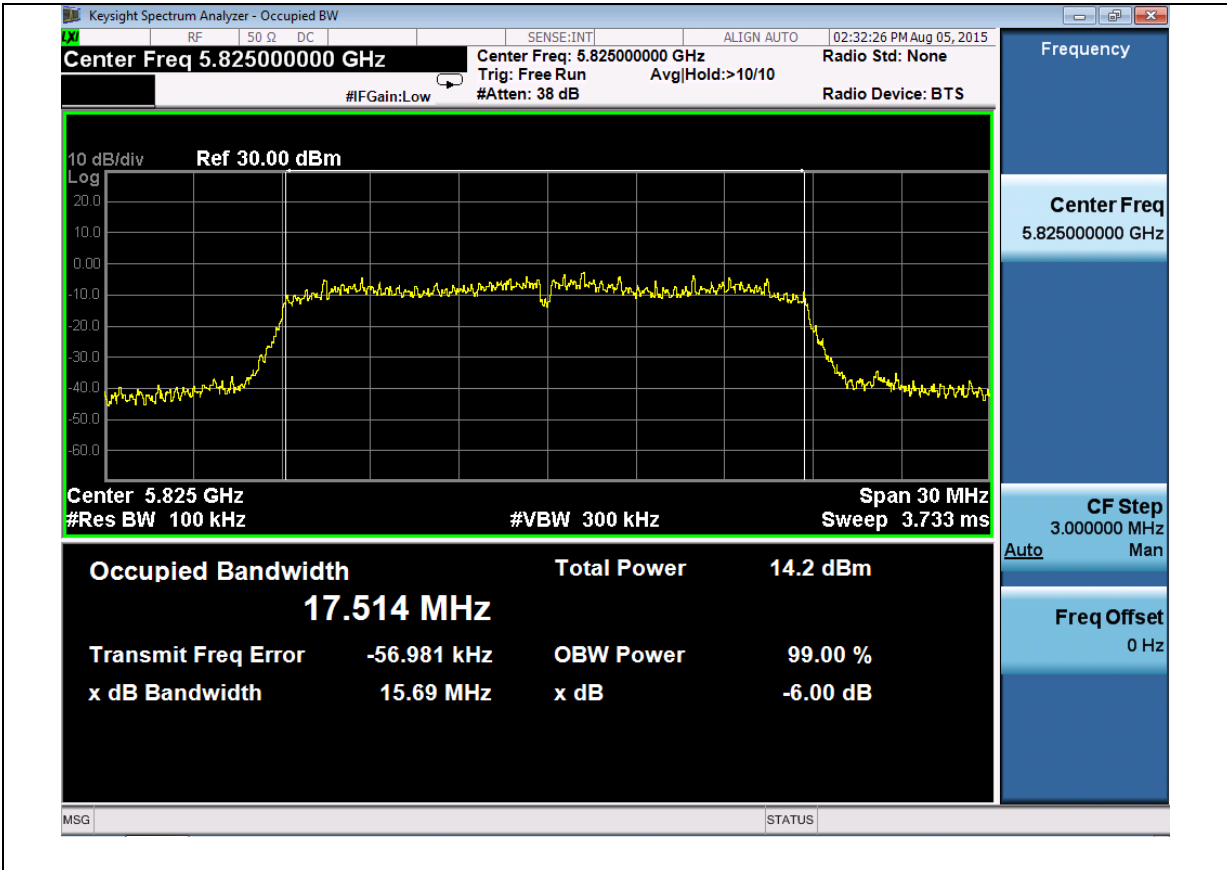 Keysight Spectrum Analyzer - Occupied BW
LXI RF 50 Ω DC SENSE:INT ALIGN AUTO 02:32:26 PM Aug 05, 2015
Center Freq 5.825000000 GHz
#IFGain:Low
Center Freq: 5.825000000 GHz
Trig: Free Run Avg|Hold:>10/10
#Atten: 38 dB
Radio Std: None
Radio Device: BTS
10 dB/div Ref 30.00 dBm
Log
20.0
10.0
0.00
-10.0
-20.0
-30.0
-40.0
-50.0
-60.0
Center 5.825 GHz Span 30 MHz
#Res BW 100 kHz #VBW 300 kHz Sweep 3.733 ms
Occupied Bandwidth Total Power 14.2 dBm
17.514 MHz
Transmit Freq Error -56.981 kHz OBW Power 99.00 %
x dB Bandwidth 15.69 MHz x dB -6.00 dB
MSG STATUS
Frequency
Center Freq
5.825000000 GHz
CF Step
3.000000 MHz
Auto Man
Freq Offset
0 Hz